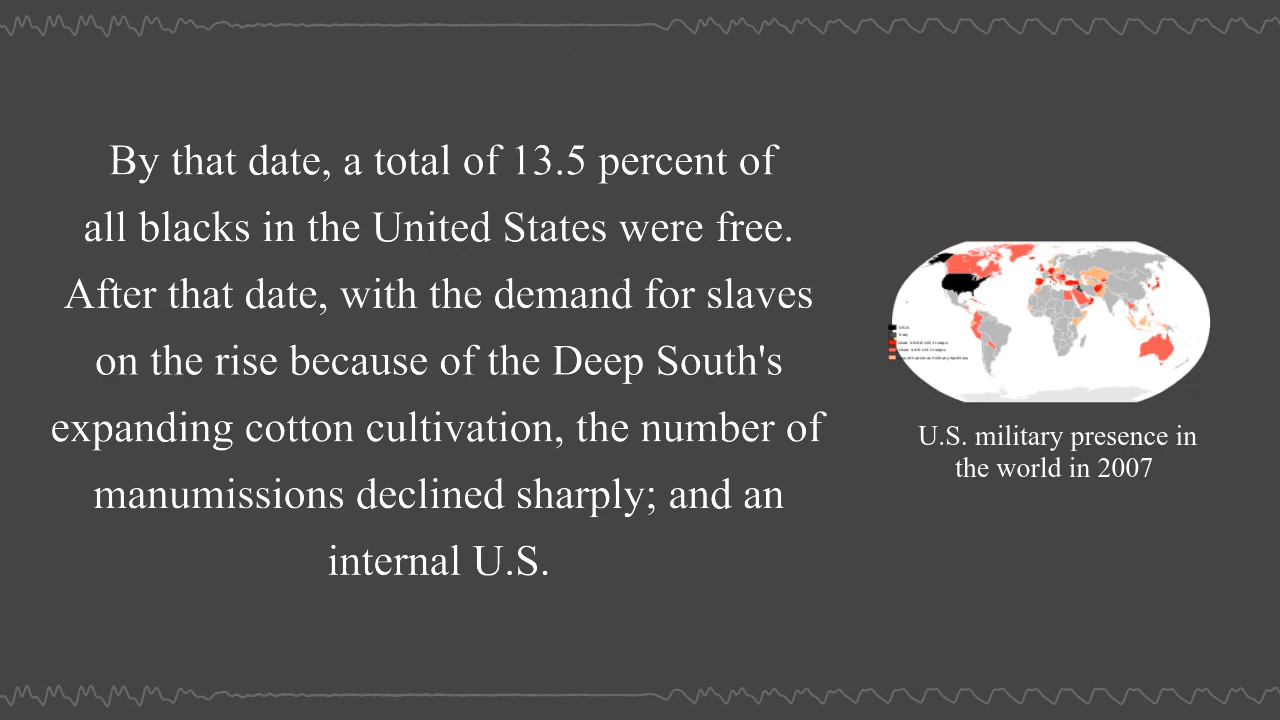 By that date, a total of 13.5 percent of
all blacks in the United States were free.
After that date, with the demand for slaves
on the rise because of the Deep South's
expanding cotton cultivation, the number of
manumissions declined sharply; and an
internal U.S.
U.S. military presence in
the world in 2007